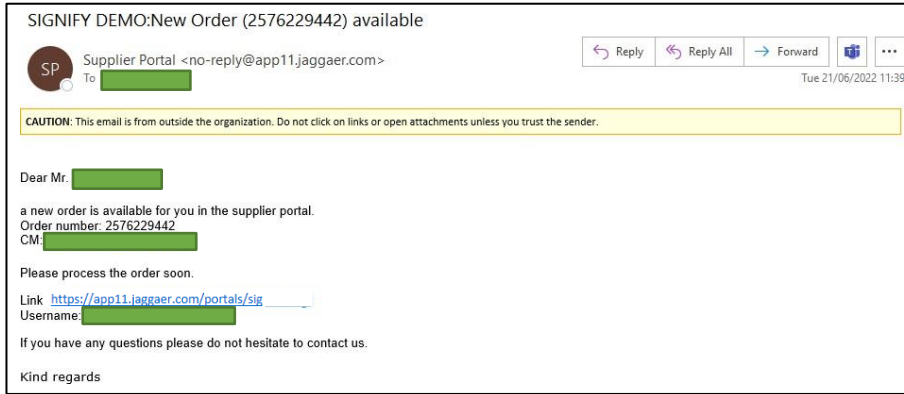 SIGNIFY DEMO:New Order (2576229442) available
SP
Supplier Portal <no-reply@app11.jaggaer.com>
To
Reply
Reply All
Forward
Tue 21/06/2022 11:39
CAUTION: This email is from outside the organization. Do not click on links or open attachments unless you trust the sender.
Dear Mr.
a new order is available for you in the supplier portal.
Order number: 2576229442
CM:
Please process the order soon.
Link https://app11.jaggaer.com/portals/sig
Username:
If you have any questions please do not hesitate to contact us.
Kind regards